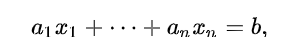 a₁x₁ + ⋯ + aₙxₙ = b,